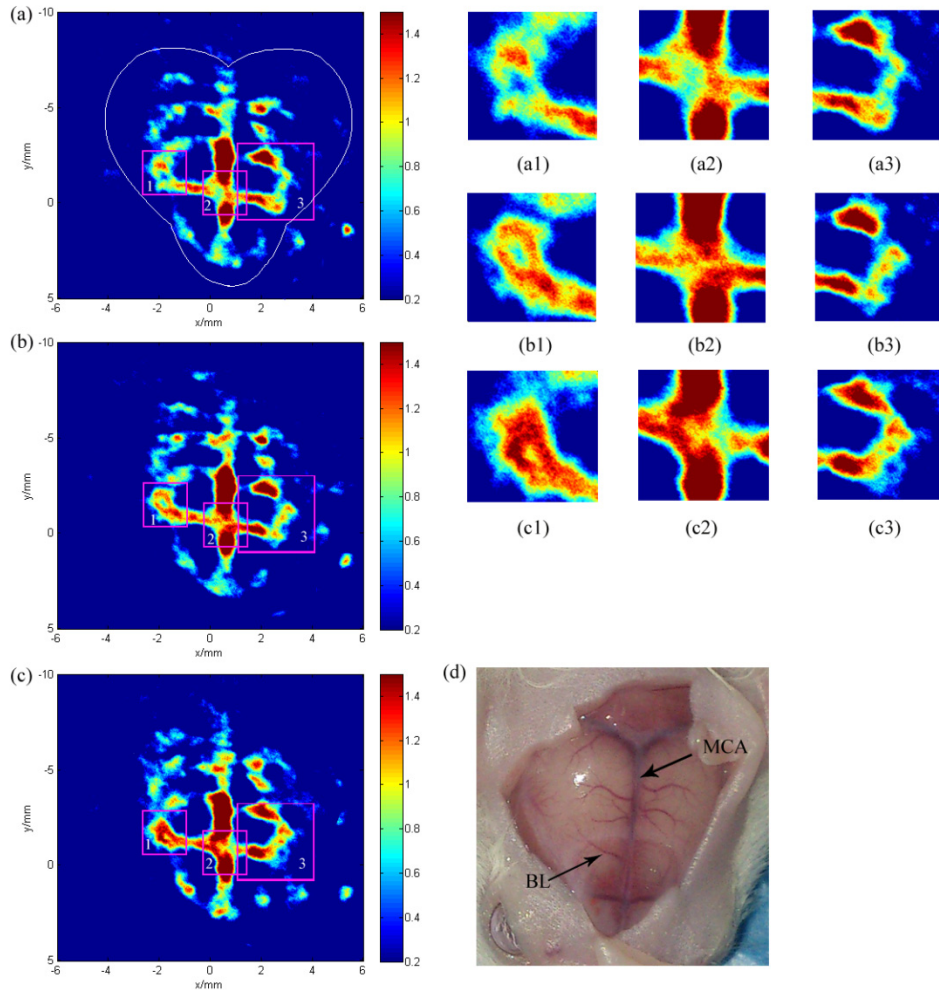 (a)
-10
-5
0
5
y/mm
-6 -4 -2 0 2 4 6
x/mm
1.4
1.2
1
0.8
0.6
0.4
0.2
1
2
3
(a1) (a2) (a3)
(b1) (b2) (b3)
(c1) (c2) (c3)
(b)
-10
-5
0
5
y/mm
-6 -4 -2 0 2 4 6
x/mm
1.4
1.2
1
0.8
0.6
0.4
0.2
1
2
3
(c)
-10
-5
0
5
y/mm
-6 -4 -2 0 2 4 6
x/mm
1.4
1.2
1
0.8
0.6
0.4
0.2
1
2
3
(d)
MCA
BL